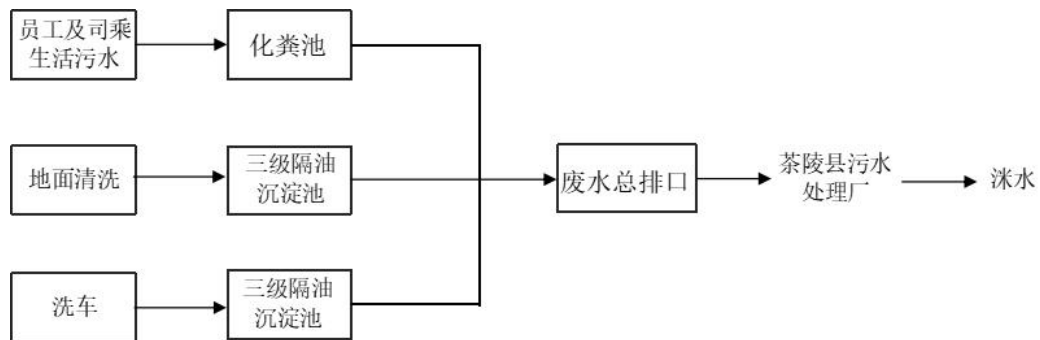 员工及司乘
生活污水
化粪池
地面清洗
三级隔油
沉淀池
废水总排口
茶陵县污水
处理厂
洣水
洗车
三级隔油
沉淀池